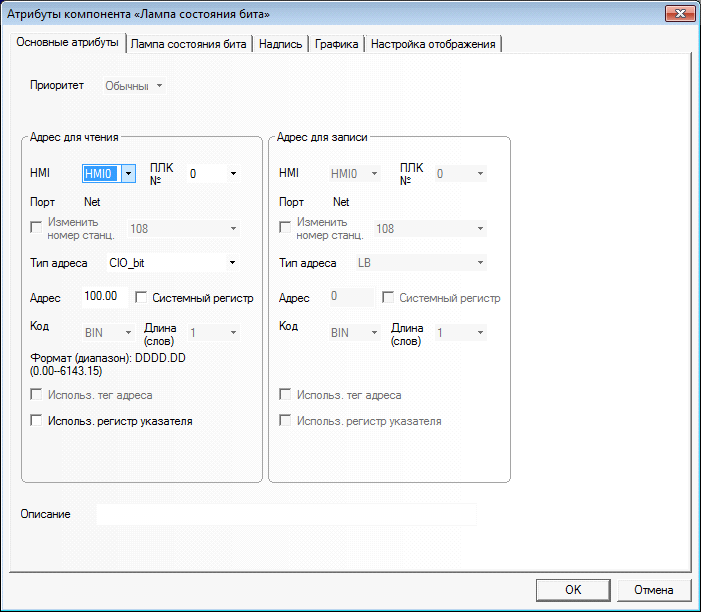 Атрибуты компонента «Лампа состояния бита»
Основные атрибуты Лампа состояния бита Надпись Графика Настройка отображения
Приоритет Обычны
Адрес для чтения
HMI HMI0 ПЛК № 0
Порт Net
Изменить номер станц. 108
Тип адреса CIO_bit
Адрес 100.00 Системный регистр
Код BIN Длина (слов) 1
Формат (диапазон): DDDD.DD
(0.00--6143.15)
Использ. тег адреса
Использ. регистр указателя
Адрес для записи
HMI HMI0 ПЛК № 0
Порт Net
Изменить номер станц. 108
Тип адреса LB
Адрес 0 Системный регистр
Код BIN Длина (слов) 1
Использ. тег адреса
Использ. регистр указателя
Описание
OK Отмена